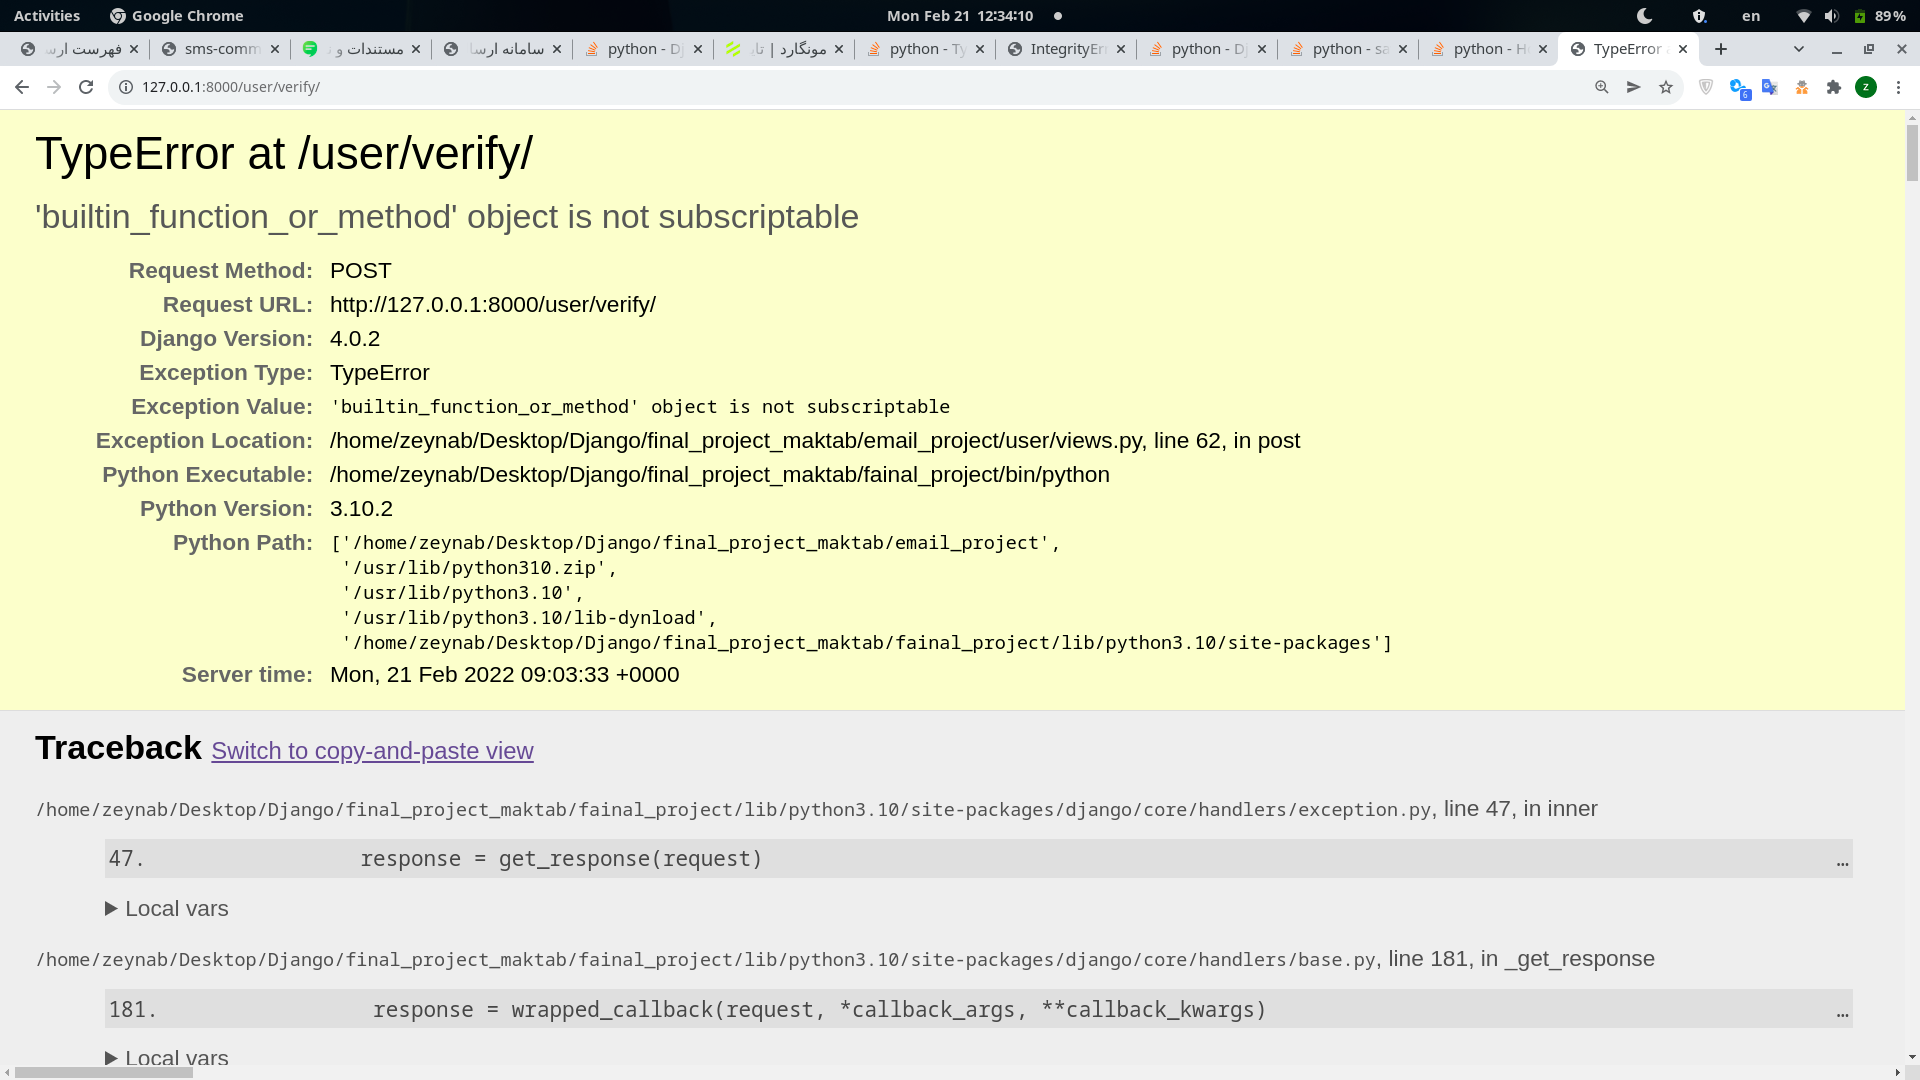 Activities
Google Chrome
Mon Feb 21 12:34:10
en
89%
فهرست ارس
sms-comm
مستندات و
سامانه ارسا
python - Dj
مونگارد | تای
python - Ty
IntegrityErr
python - Dj
python - sa
python - H
TypeError
127.0.0.1:8000/user/verify/
6
z
TypeError at /user/verify/
'builtin_function_or_method' object is not subscriptable
Request Method: POST
Request URL: http://127.0.0.1:8000/user/verify/
Django Version: 4.0.2
Exception Type: TypeError
Exception Value: 'builtin_function_or_method' object is not subscriptable
Exception Location: /home/zeynab/Desktop/Django/final_project_maktab/email_project/user/views.py, line 62, in post
Python Executable: /home/zeynab/Desktop/Django/final_project_maktab/fainal_project/bin/python
Python Version: 3.10.2
Python Path: ['/home/zeynab/Desktop/Django/final_project_maktab/email_project',
'/usr/lib/python310.zip',
'/usr/lib/python3.10',
'/usr/lib/python3.10/lib-dynload',
'/home/zeynab/Desktop/Django/final_project_maktab/fainal_project/lib/python3.10/site-packages']
Server time: Mon, 21 Feb 2022 09:03:33 +0000
Traceback Switch to copy-and-paste view
/home/zeynab/Desktop/Django/final_project_maktab/fainal_project/lib/python3.10/site-packages/django/core/handlers/exception.py, line 47, in inner
47. response = get_response(request) …
▶ Local vars
/home/zeynab/Desktop/Django/final_project_maktab/fainal_project/lib/python3.10/site-packages/django/core/handlers/base.py, line 181, in _get_response
181. response = wrapped_callback(request, *callback_args, **callback_kwargs) …
▶ Local vars